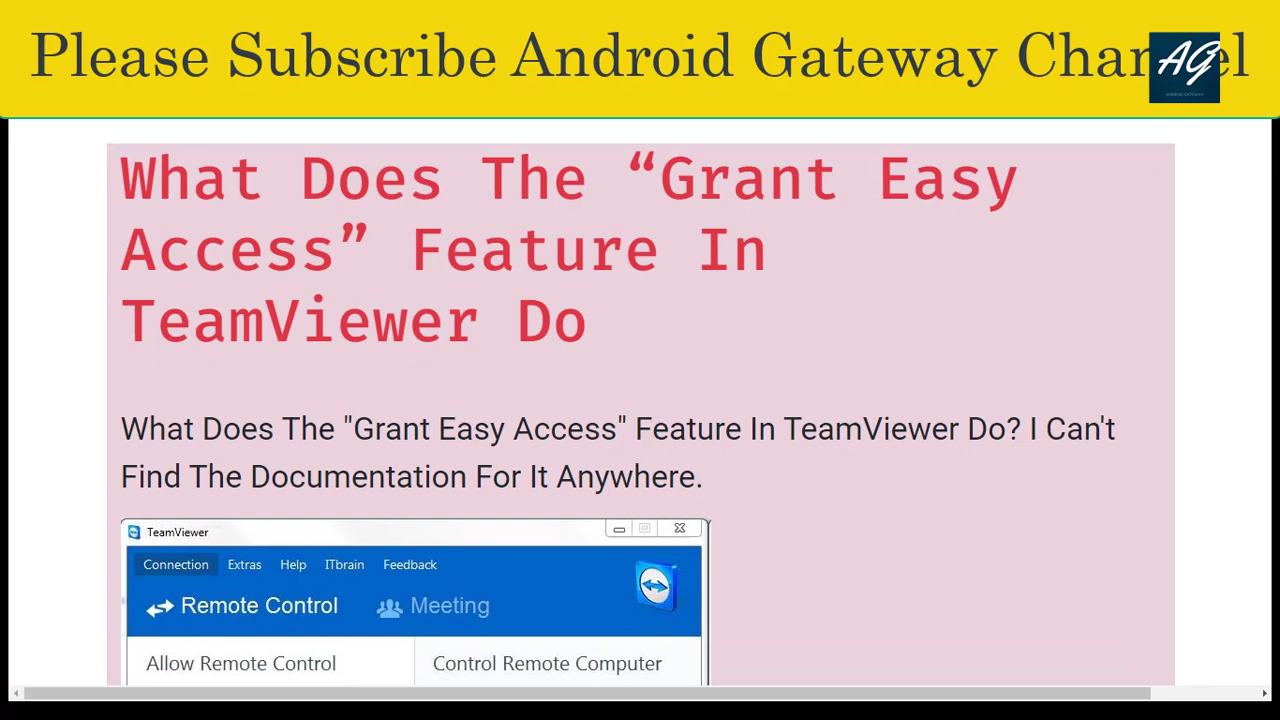 Please Subscribe Android Gateway Channel
AG
What Does The “Grant Easy
Access” Feature In
TeamViewer Do
What Does The "Grant Easy Access" Feature In TeamViewer Do? I Can't
Find The Documentation For It Anywhere.
TeamViewer
Connection Extras Help ITbrain Feedback
Remote Control Meeting
Allow Remote Control Control Remote Computer